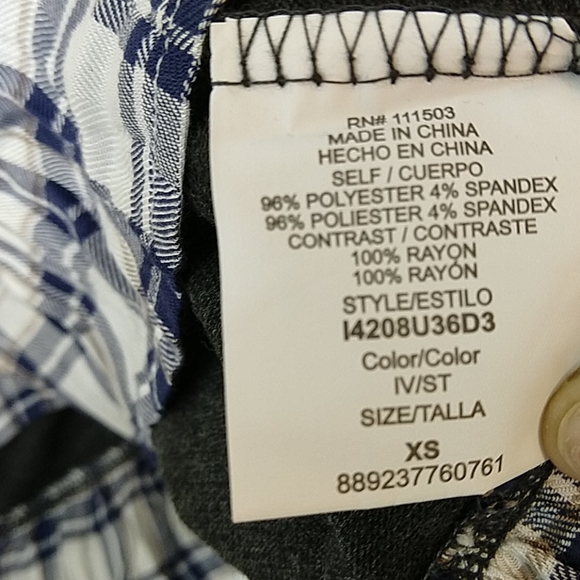 RN# 111503
MADE IN CHINA
HECHO EN CHINA
SELF / CUERPO
96% POLYESTER 4% SPANDEX
96% POLIESTER 4% SPANDEX
CONTRAST / CONTRASTE
100% RAYON
100% RAYÓN
STYLE/ESTILO
I4208U36D3
Color/Color
IV/ST
SIZE/TALLA
XS
889237760761